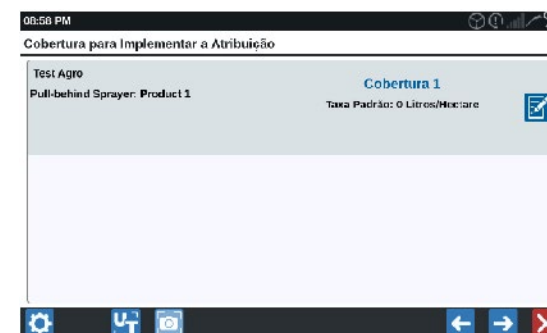 08:58 PM
Cobertura para Implementar a Atribuição
Test Agro
Pull-behind Sprayer: Product 1
Cobertura 1
Taxa Padrão: 0 Litros/Hectare
UT